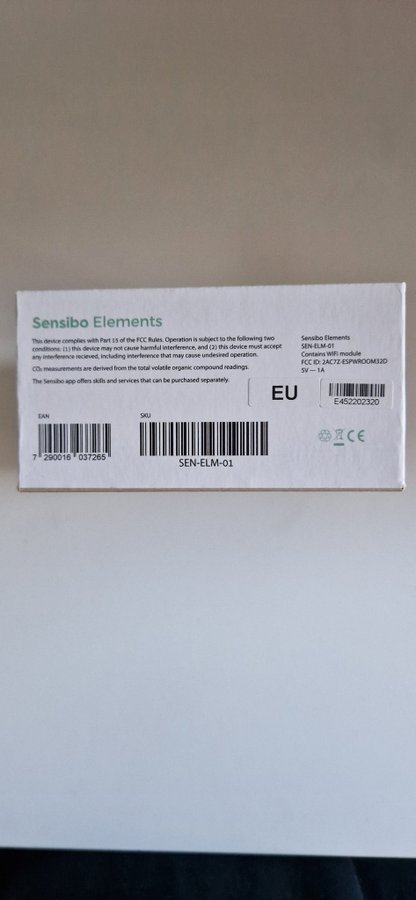 Sensibo Elements
This device complies with Part 15 of the FCC Rules. Operation is subject to the following two
conditions: (1) this device may not cause harmful interference, and (2) this device must accept
any interference recieved, including interference that may cause undesired operation.
CO₂ measurements are derived from the total volatile organic compound readings.
The Sensibo app offers skills and services that can be purchased separately.
Sensibo Elements
SEN-ELM-01
Contains WiFi module
FCC ID: 2AC7Z-ESPWROOM32D
5V — 1A
EU
E452202320
EAN
7 290016 037265
SKU
SEN-ELM-01
CE